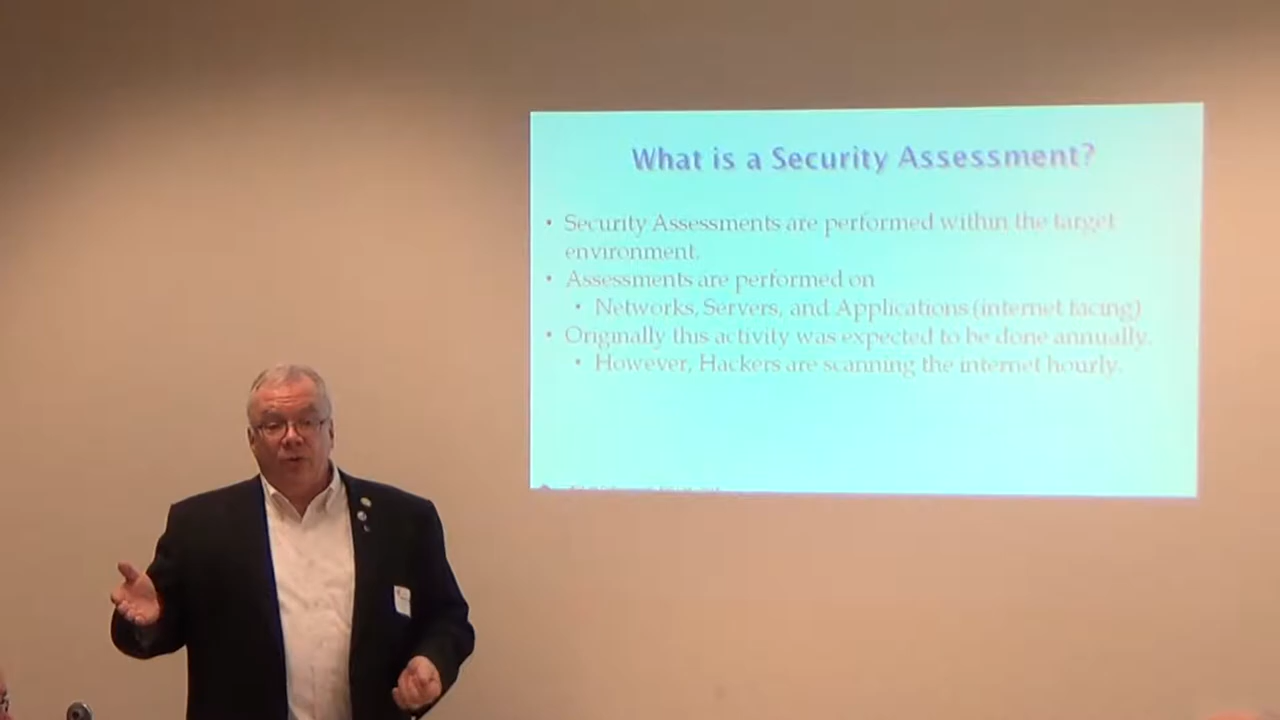 What is a Security Assessment?
• Security Assessments are performed within the target
environment.
• Assessments are performed on
• Networks, Servers, and Applications (internet facing)
• Originally this activity was expected to be done annually.
• However, Hackers are scanning the internet hourly.